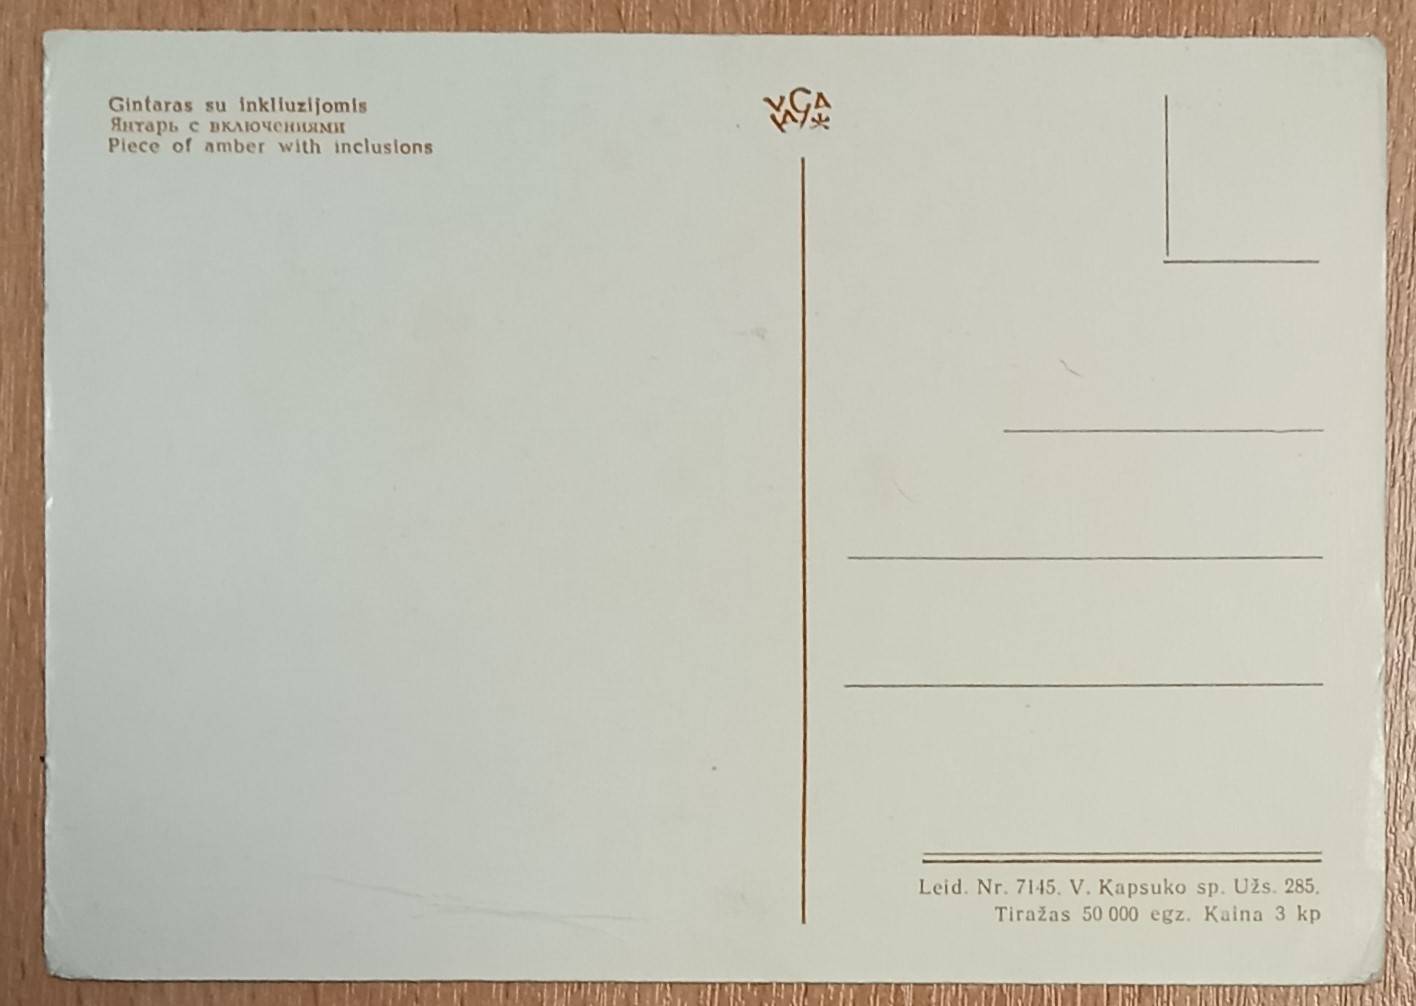 Gintaras su inkliuzijomis
Янтарь с включениями
Piece of amber with inclusions
Leid. Nr. 7145. V. Kapsuko sp. Užs. 285.
Tiražas 50 000 egz. Kaina 3 kp